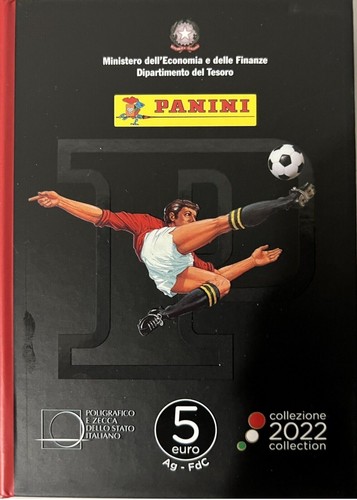 Ministero dell'Economia e delle Finanze
Dipartimento del Tesoro
PANINI
P
POLIGRAFICO
E ZECCA
DELLO STATO
ITALIANO
5
euro
Ag - FdC
collezione
2022
collection